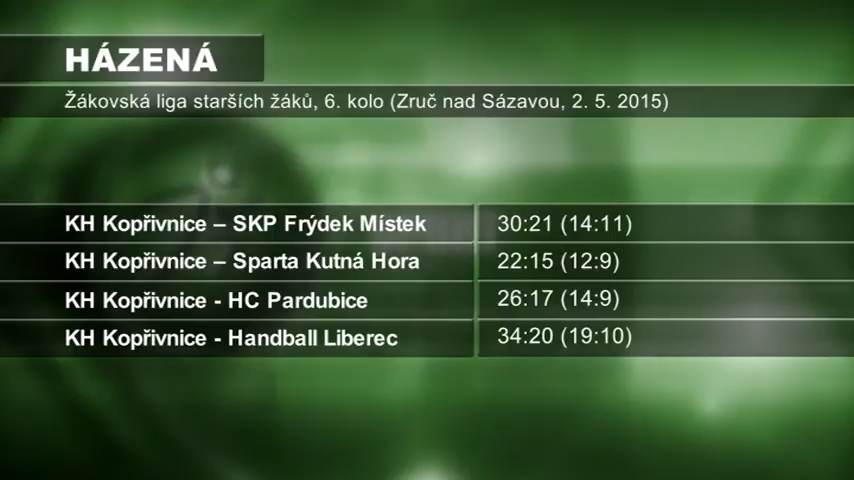 HÁZENÁ
Žákovská liga starších žáků, 6. kolo (Zruč nad Sázavou, 2. 5. 2015)
KH Kopřivnice – SKP Frýdek Místek 30:21 (14:11)
KH Kopřivnice – Sparta Kutná Hora 22:15 (12:9)
KH Kopřivnice - HC Pardubice 26:17 (14:9)
KH Kopřivnice - Handball Liberec 34:20 (19:10)